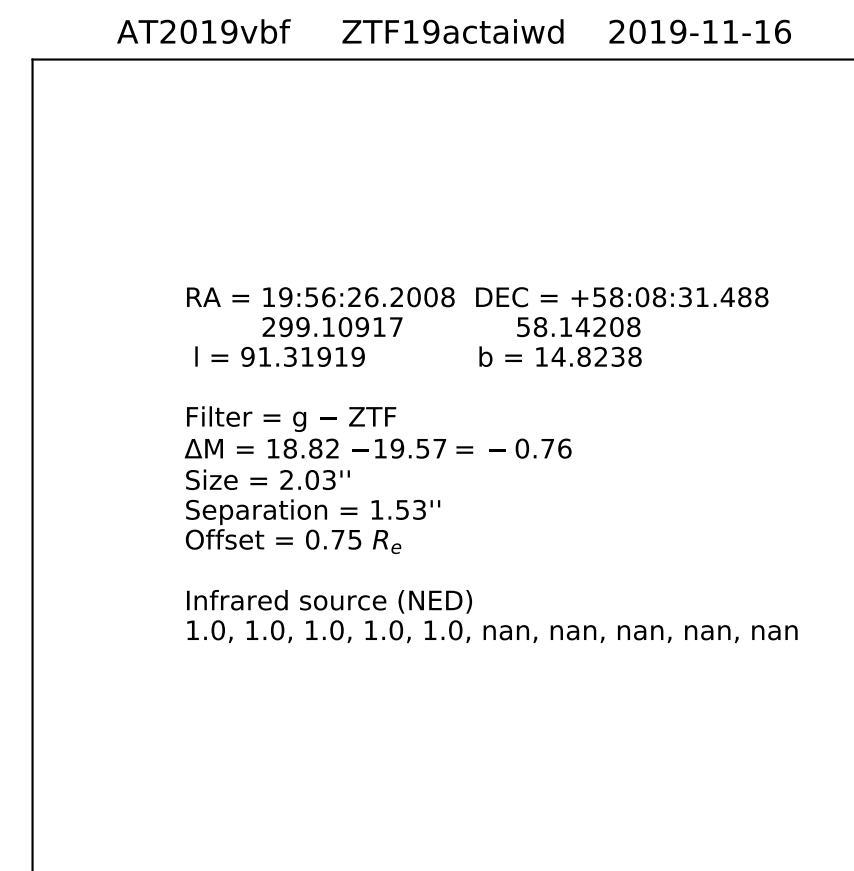 AT2019vbf ZTF19actaiwd 2019-11-16
RA = 19:56:26.2008 DEC = +58:08:31.488
299.10917 58.14208
l = 91.31919 b = 14.8238
Filter = g − ZTF
ΔM = 18.82 −19.57 = − 0.76
Size = 2.03''
Separation = 1.53''
Offset = 0.75 Re
Infrared source (NED)
1.0, 1.0, 1.0, 1.0, 1.0, nan, nan, nan, nan, nan